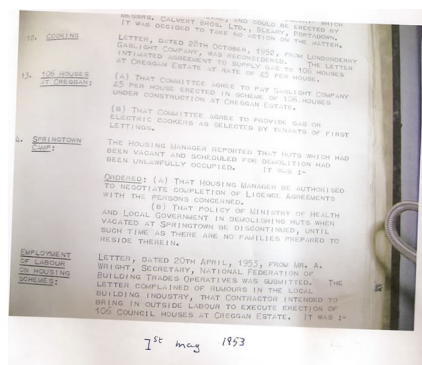 CALVERT BROS. LTD., SLEARY, PORTADOWN.
IT WAS DECIDED TO TAKE NO ACTION ON THE MATTER.
12. COOKING
LETTER, DATED 28TH OCTOBER, 1952, FROM LONDONDERRY
GASLIGHT COMPANY, WAS RECONSIDERED. THE LETTER
INTIMATED AGREEMENT TO SUPPLY GAS TO 106 HOUSES
AT CREGGAN ESTATE AT RATE OF £5 PER HOUSE.
13. 106 HOUSES
AT CREGGAN:
(A) THAT COMMITTEE AGREE TO PAY GASLIGHT COMPANY
£5 PER HOUSE ERECTED IN SCHEME OF 106 HOUSES
UNDER CONSTRUCTION AT CREGGAN ESTATE.
(B) THAT COMMITTEE AGREE TO PROVIDE GAS OR
ELECTRIC COOKERS AS SELECTED BY TENANTS OF FIRST
LETTINGS.
4. SPRINGTOWN
CAMP:
THE HOUSING MANAGER REPORTED THAT HUTS WHICH HAD
BEEN VACANT AND SCHEDULED FOR DEMOLITION HAD
BEEN UNLAWFULLY OCCUPIED. IT WAS :-
ORDERED: (A) THAT HOUSING MANAGER BE AUTHORISED
TO NEGOTIATE COMPLETION OF LICENCE AGREEMENTS
WITH THE PERSONS CONCERNED.
(B) THAT POLICY OF MINISTRY OF HEALTH
AND LOCAL GOVERNMENT IN DEMOLISHING HUTS WHEN
VACATED AT SPRINGTOWN BE DISCONTINUED, UNTIL
SUCH TIME AS THERE ARE NO FAMILIES PREPARED TO
RESIDE THEREIN.
EMPLOYMENT
OF LABOUR
ON HOUSING
SCHEMES:
LETTER, DATED 20TH APRIL, 1953, FROM MR. A.
WRIGHT, SECRETARY, NATIONAL FEDERATION OF
BUILDING TRADES OPERATIVES WAS SUBMITTED. THE
LETTER COMPLAINED OF RUMOURS IN THE LOCAL
BUILDING INDUSTRY, THAT CONTRACTOR INTENDED TO
BRING IN OUTSIDE LABOUR TO EXECUTE ERECTION OF
106 COUNCIL HOUSES AT CREGGAN ESTATE. IT WAS :-
1st may 1953